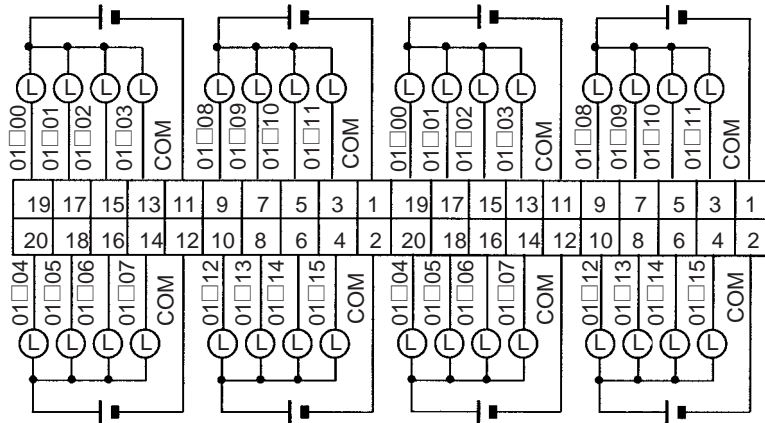 L L L L L L L L L L L L L L L L
01□00 01□01 01□02 01□03 COM 01□08 01□09 01□10 01□11 COM 01□00 01□01 01□02 01□03 COM 01□08 01□09 01□10 01□11 COM
19 17 15 13 11 9 7 5 3 1 19 17 15 13 11 9 7 5 3 1
20 18 16 14 12 10 8 6 4 2 20 18 16 14 12 10 8 6 4 2
01□04 01□05 01□06 01□07 COM 01□12 01□13 01□14 01□15 COM 01□04 01□05 01□06 01□07 COM 01□12 01□13 01□14 01□15 COM
L L L L L L L L L L L L L L L L